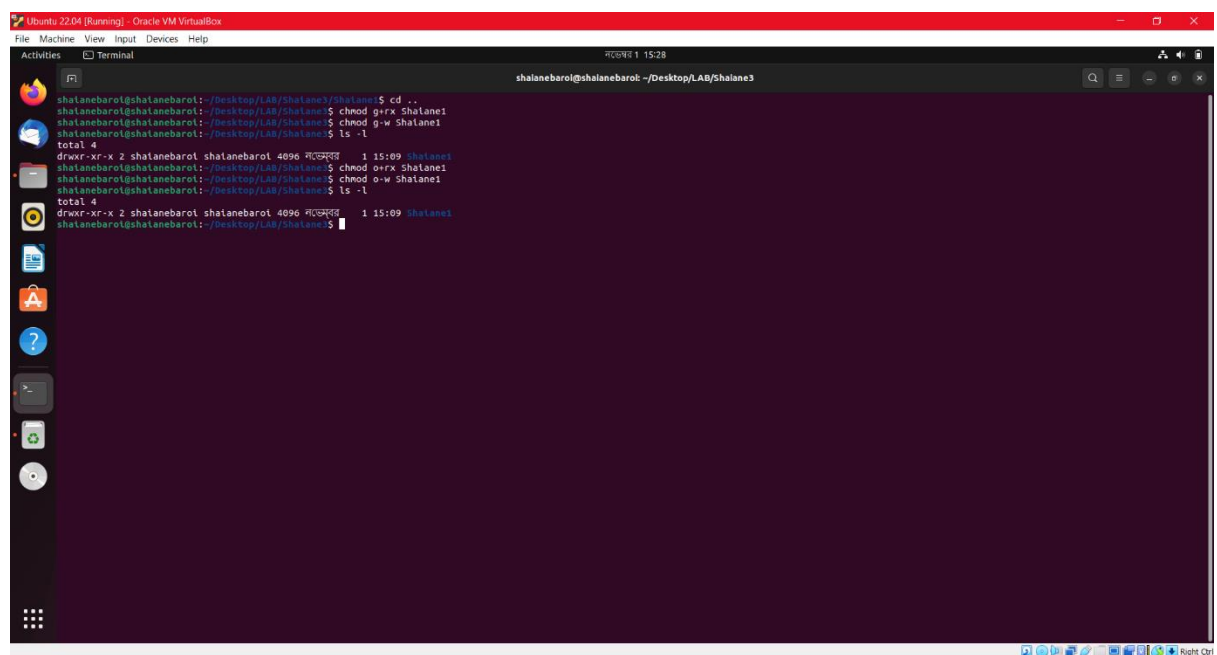 Ubuntu 22.04 [Running] - Oracle VM VirtualBox
File Machine View Input Devices Help
Activities Terminal নভেম্বর 1 15:28
shaianebaroi@shaianebaroi: ~/Desktop/LAB/Shaiane3
shaianebaroi@shaianebaroi:~/Desktop/LAB/Shaiane3/Shaiane1$ cd ..
shaianebaroi@shaianebaroi:~/Desktop/LAB/Shaiane3$ chmod g+rx Shaiane1
shaianebaroi@shaianebaroi:~/Desktop/LAB/Shaiane3$ chmod g-w Shaiane1
shaianebaroi@shaianebaroi:~/Desktop/LAB/Shaiane3$ ls -l
total 4
drwxr-xr-x 2 shaianebaroi shaianebaroi 4096 নভেম্বর 1 15:09 Shaiane1
shaianebaroi@shaianebaroi:~/Desktop/LAB/Shaiane3$ chmod o+rx Shaiane1
shaianebaroi@shaianebaroi:~/Desktop/LAB/Shaiane3$ chmod o-w Shaiane1
shaianebaroi@shaianebaroi:~/Desktop/LAB/Shaiane3$ ls -l
total 4
drwxr-xr-x 2 shaianebaroi shaianebaroi 4096 নভেম্বর 1 15:09 Shaiane1
shaianebaroi@shaianebaroi:~/Desktop/LAB/Shaiane3$
Right Ctrl